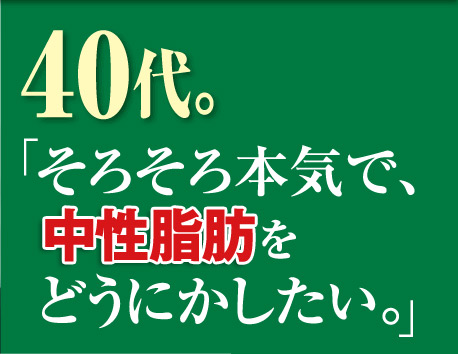 40代。
「そろそろ本気で、
中性脂肪を
どうにかしたい。」